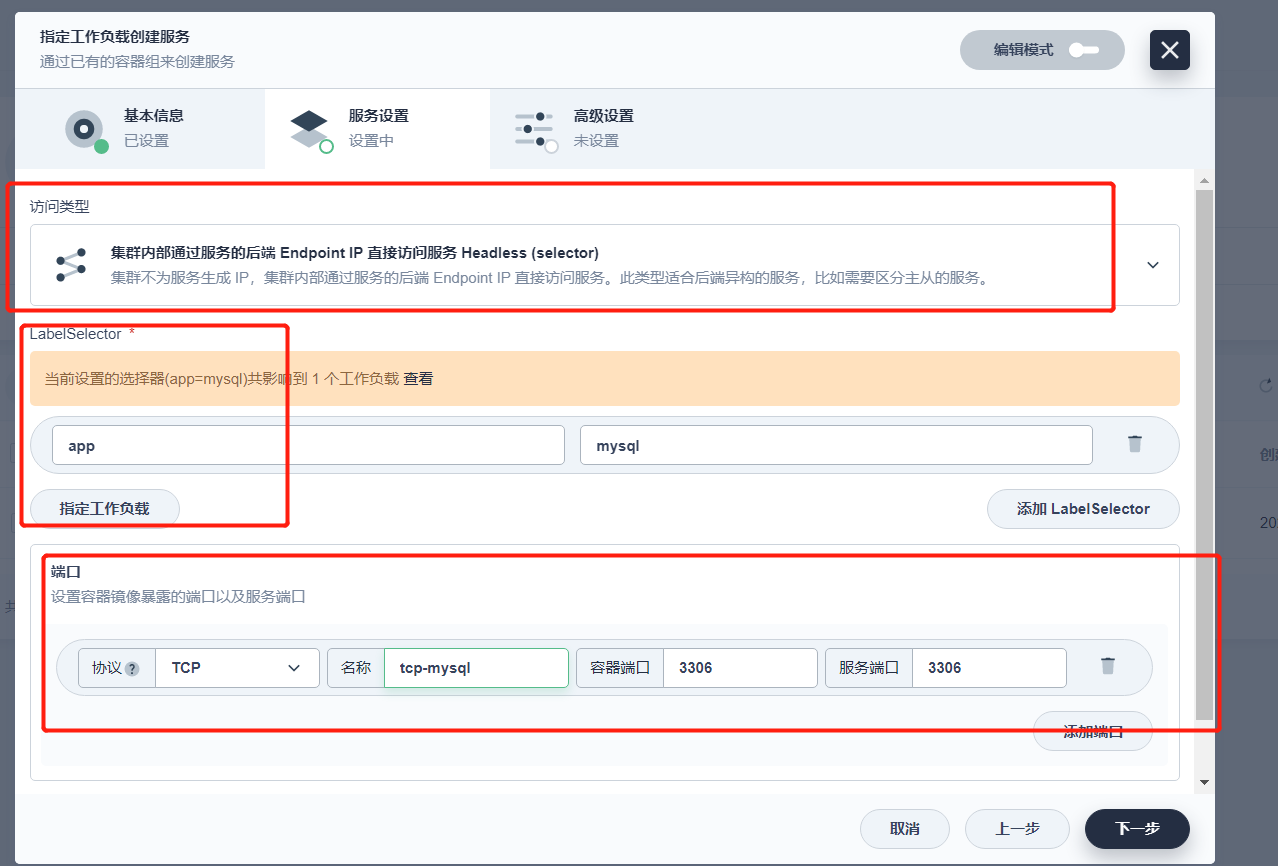 指定工作负载创建服务
通过已有的容器组来创建服务
编辑模式
基本信息
已设置
服务设置
设置中
高级设置
未设置
访问类型
集群内部通过服务的后端 Endpoint IP 直接访问服务 Headless (selector)
集群不为服务生成 IP，集群内部通过服务的后端 Endpoint IP 直接访问服务。此类型适合后端异构的服务，比如需要区分主从的服务。
LabelSelector *
当前设置的选择器(app=mysql)共影响到 1 个工作负载 查看
app
mysql
指定工作负载
添加 LabelSelector
端口
设置容器镜像暴露的端口以及服务端口
协议 ? TCP 名称 tcp-mysql 容器端口 3306 服务端口 3306
添加端口
取消
上一步
下一步